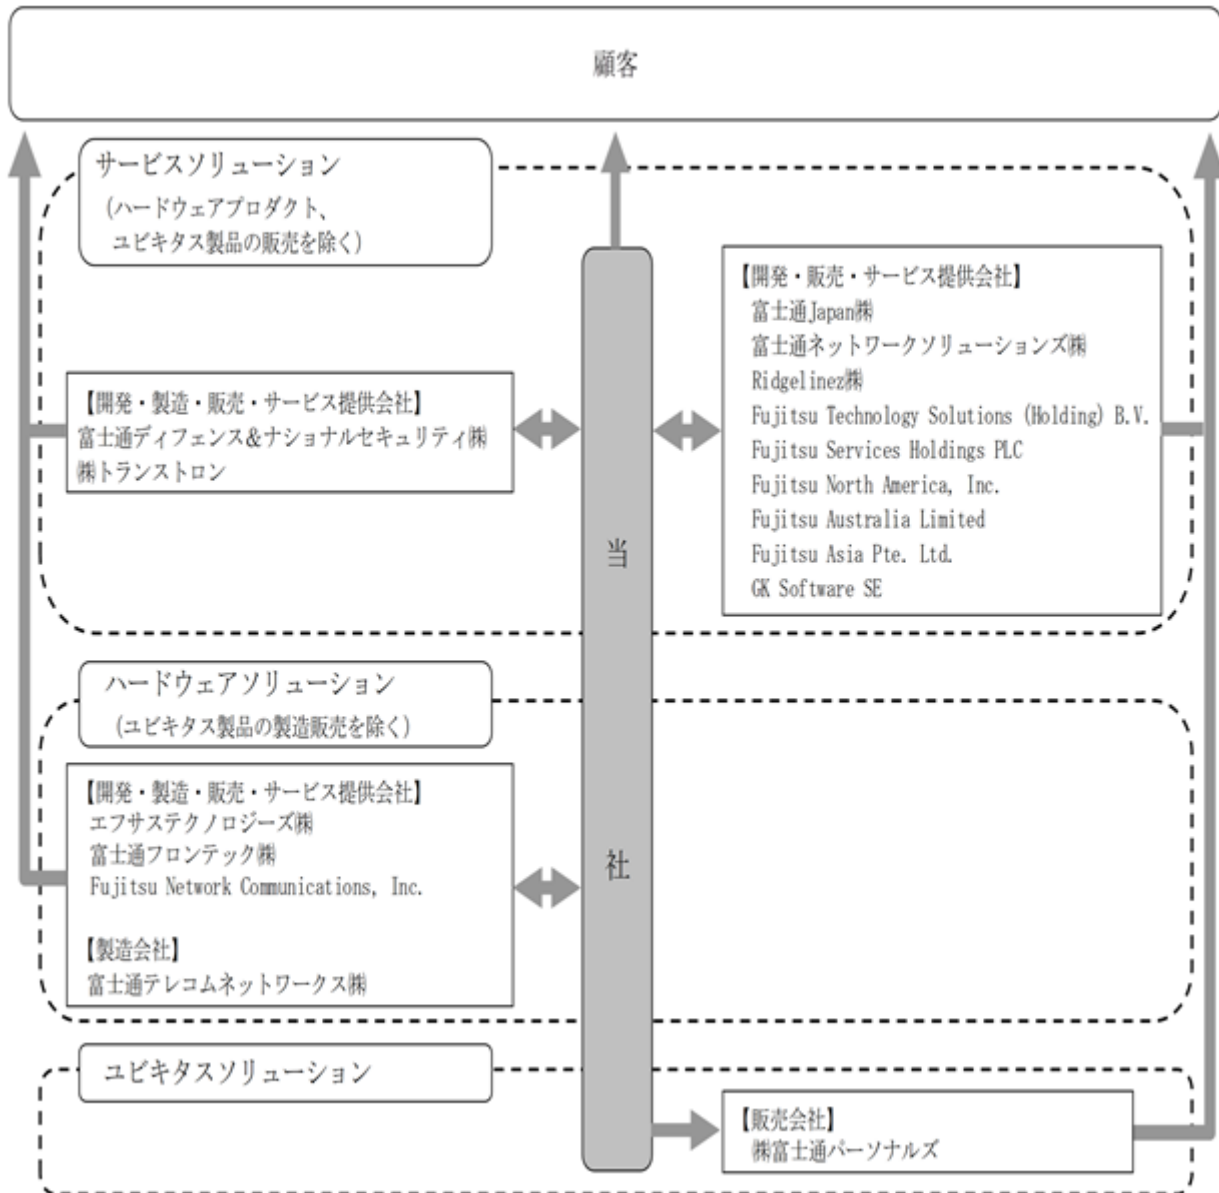 顧客
サービスソリューション
(ハードウェアプロダクト、
ユビキタス製品の販売を除く)
【開発・製造・販売・サービス提供会社】
富士通ディフェンス&ナショナルセキュリティ㈱
㈱トランストロン
当
社
【開発・販売・サービス提供会社】
富士通Japan㈱
富士通ネットワークソリューションズ㈱
Ridgelinez㈱
Fujitsu Technology Solutions (Holding) B.V.
Fujitsu Services Holdings PLC
Fujitsu North America, Inc.
Fujitsu Australia Limited
Fujitsu Asia Pte. Ltd.
GK Software SE
ハードウェアソリューション
(ユビキタス製品の製造販売を除く)
【開発・製造・販売・サービス提供会社】
エフサステクノロジーズ㈱
富士通フロンテック㈱
Fujitsu Network Communications, Inc.
【製造会社】
富士通テレコムネットワークス㈱
ユビキタスソリューション
【販売会社】
㈱富士通パーソナルズ